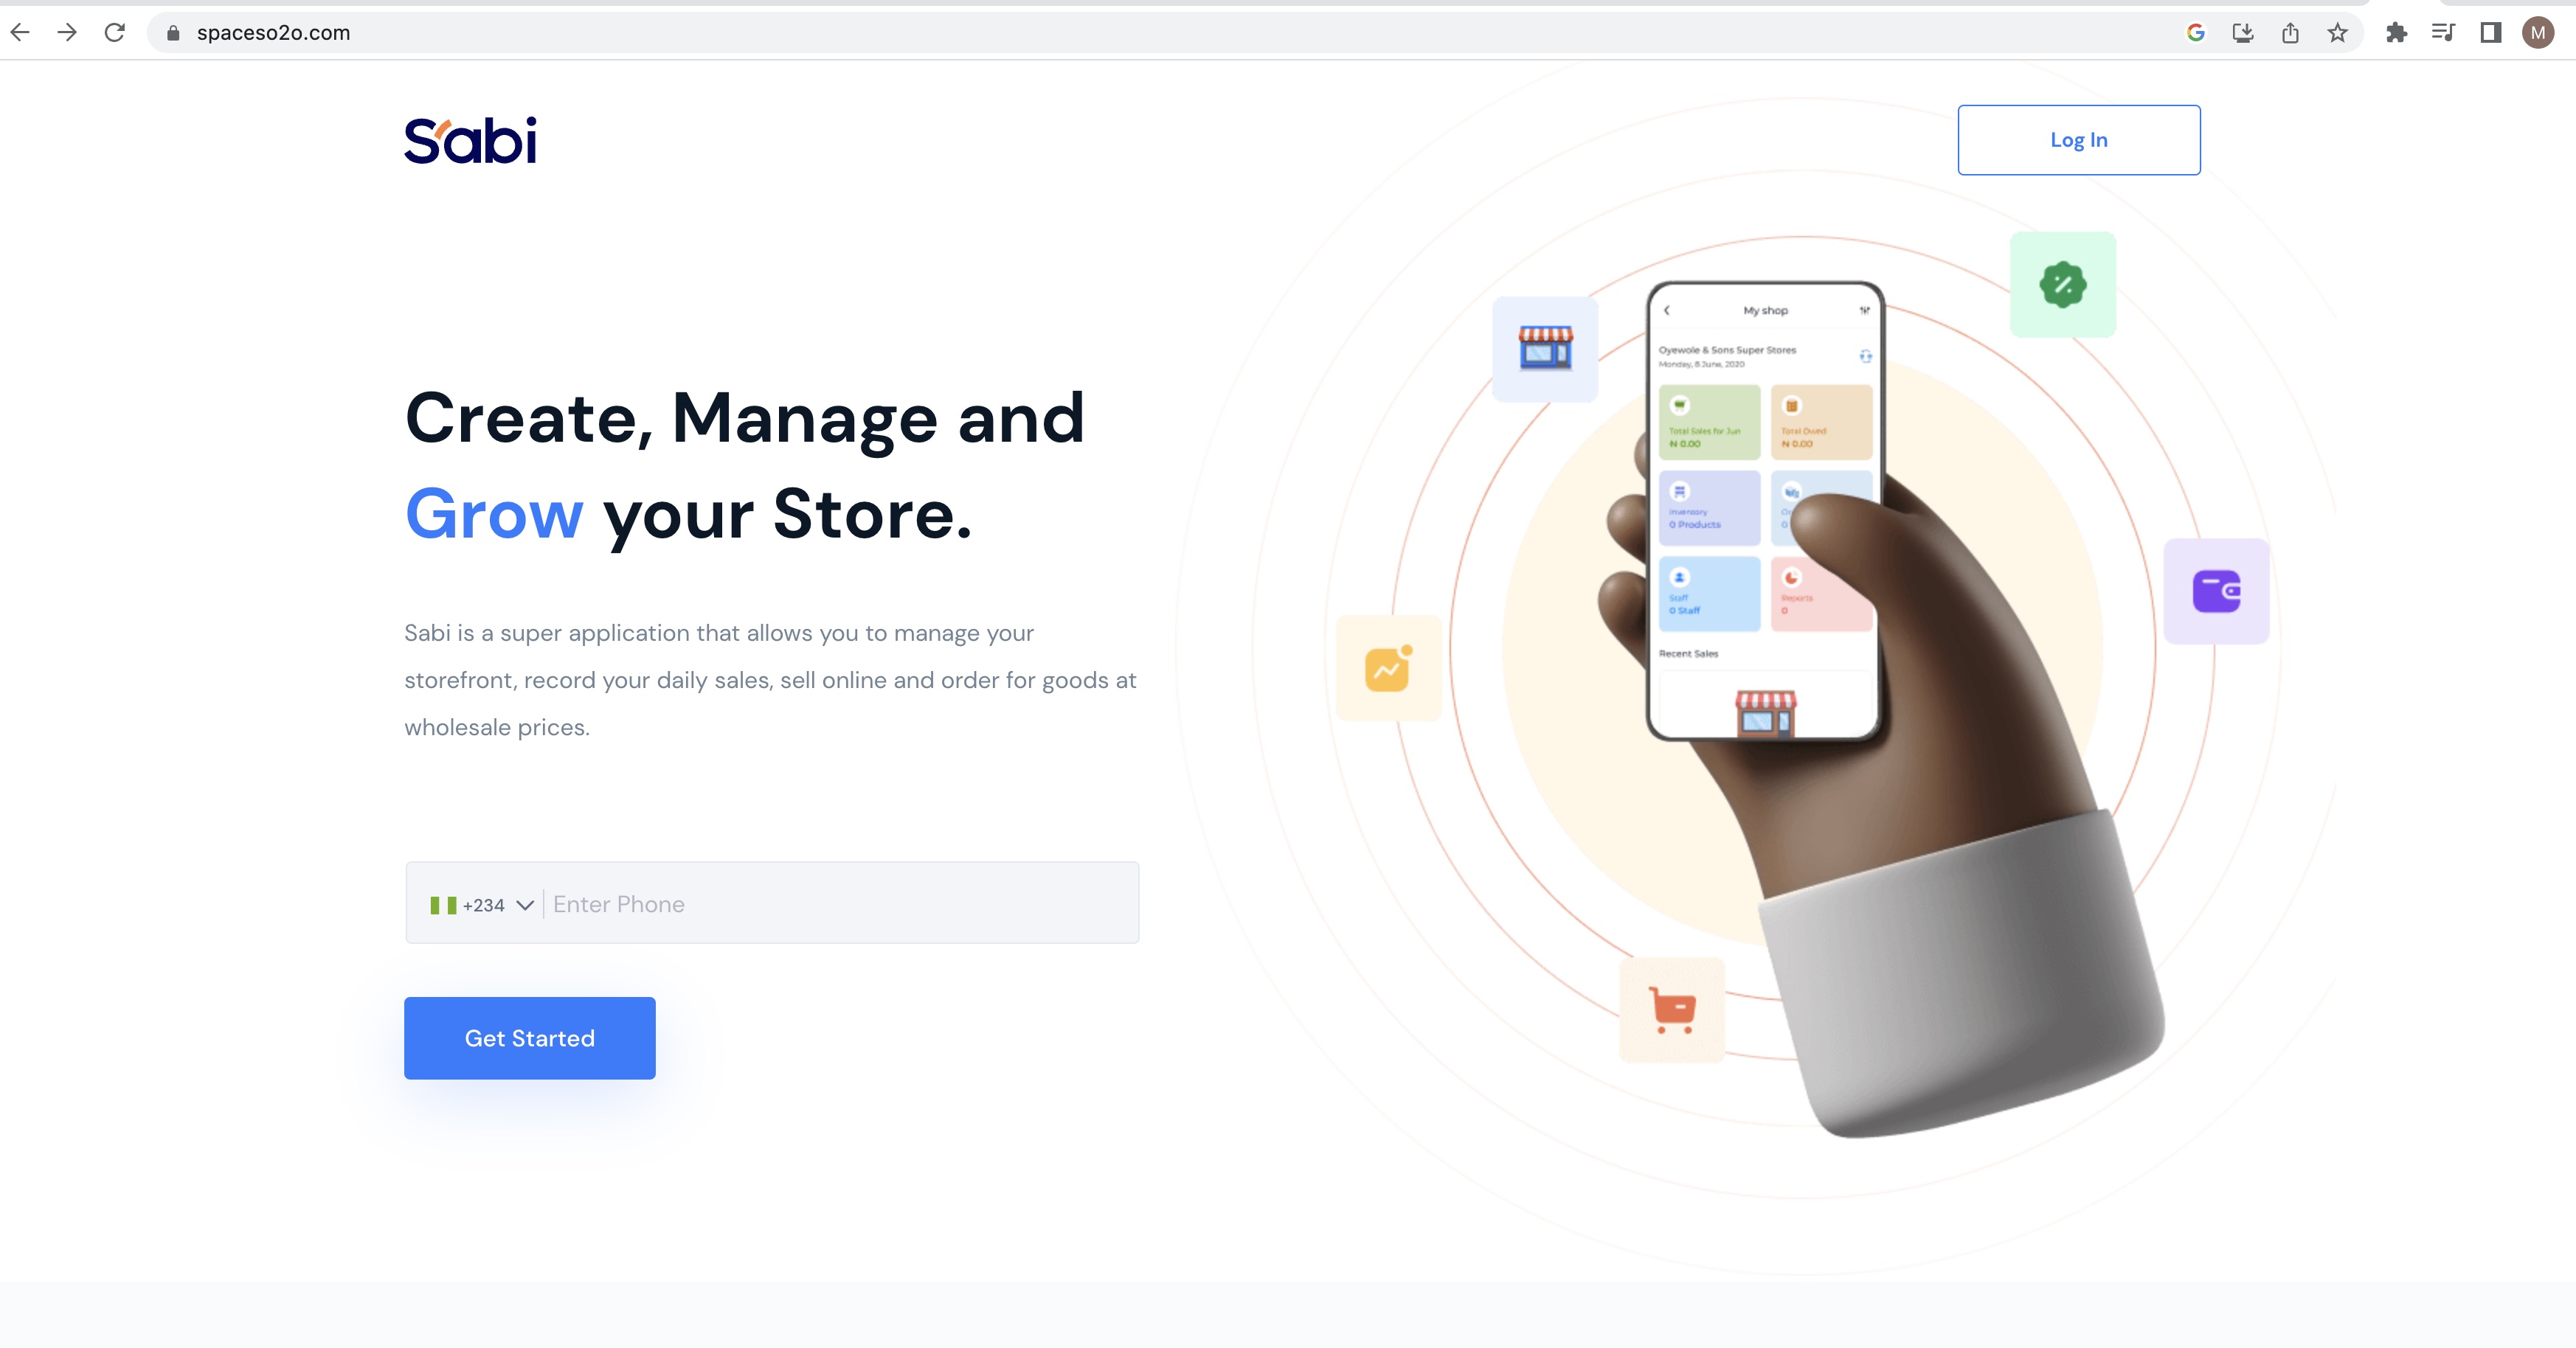 spaceso2o.com
M
Sabi
Log In
Create, Manage and
Grow your Store.
Sabi is a super application that allows you to manage your
storefront, record your daily sales, sell online and order for goods at
wholesale prices.
+234
Enter Phone
Get Started
My shop
Oyewole & Sons Super Stores
Monday, 8 June, 2020
Total Sales for Jun
₦ 0.00
Total Owed
₦ 0.00
Inventory
0 Products
0
Staff
0 Staff
Reports
0
Recent Sales